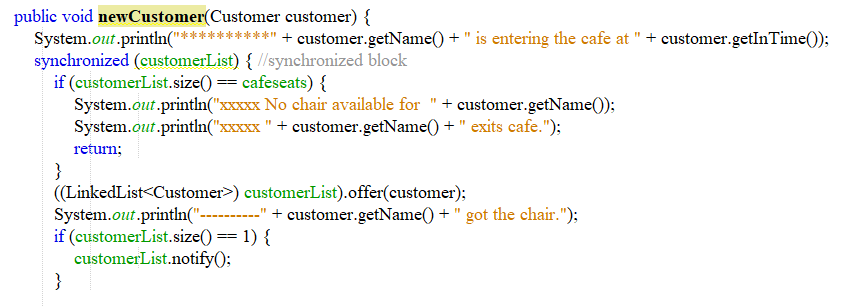 public void newCustomer(Customer customer) {
System.out.println("**********" + customer.getName() + " is entering the cafe at " + customer.getInTime());
synchronized (customerList) { //synchronized block
if (customerList.size() == cafeseats) {
System.out.println("xxxxx No chair available for  " + customer.getName());
System.out.println("xxxxx " + customer.getName() + " exits cafe.");
return;
}
((LinkedList<Customer>) customerList).offer(customer);
System.out.println("----------" + customer.getName() + " got the chair.");
if (customerList.size() == 1) {
customerList.notify();
}